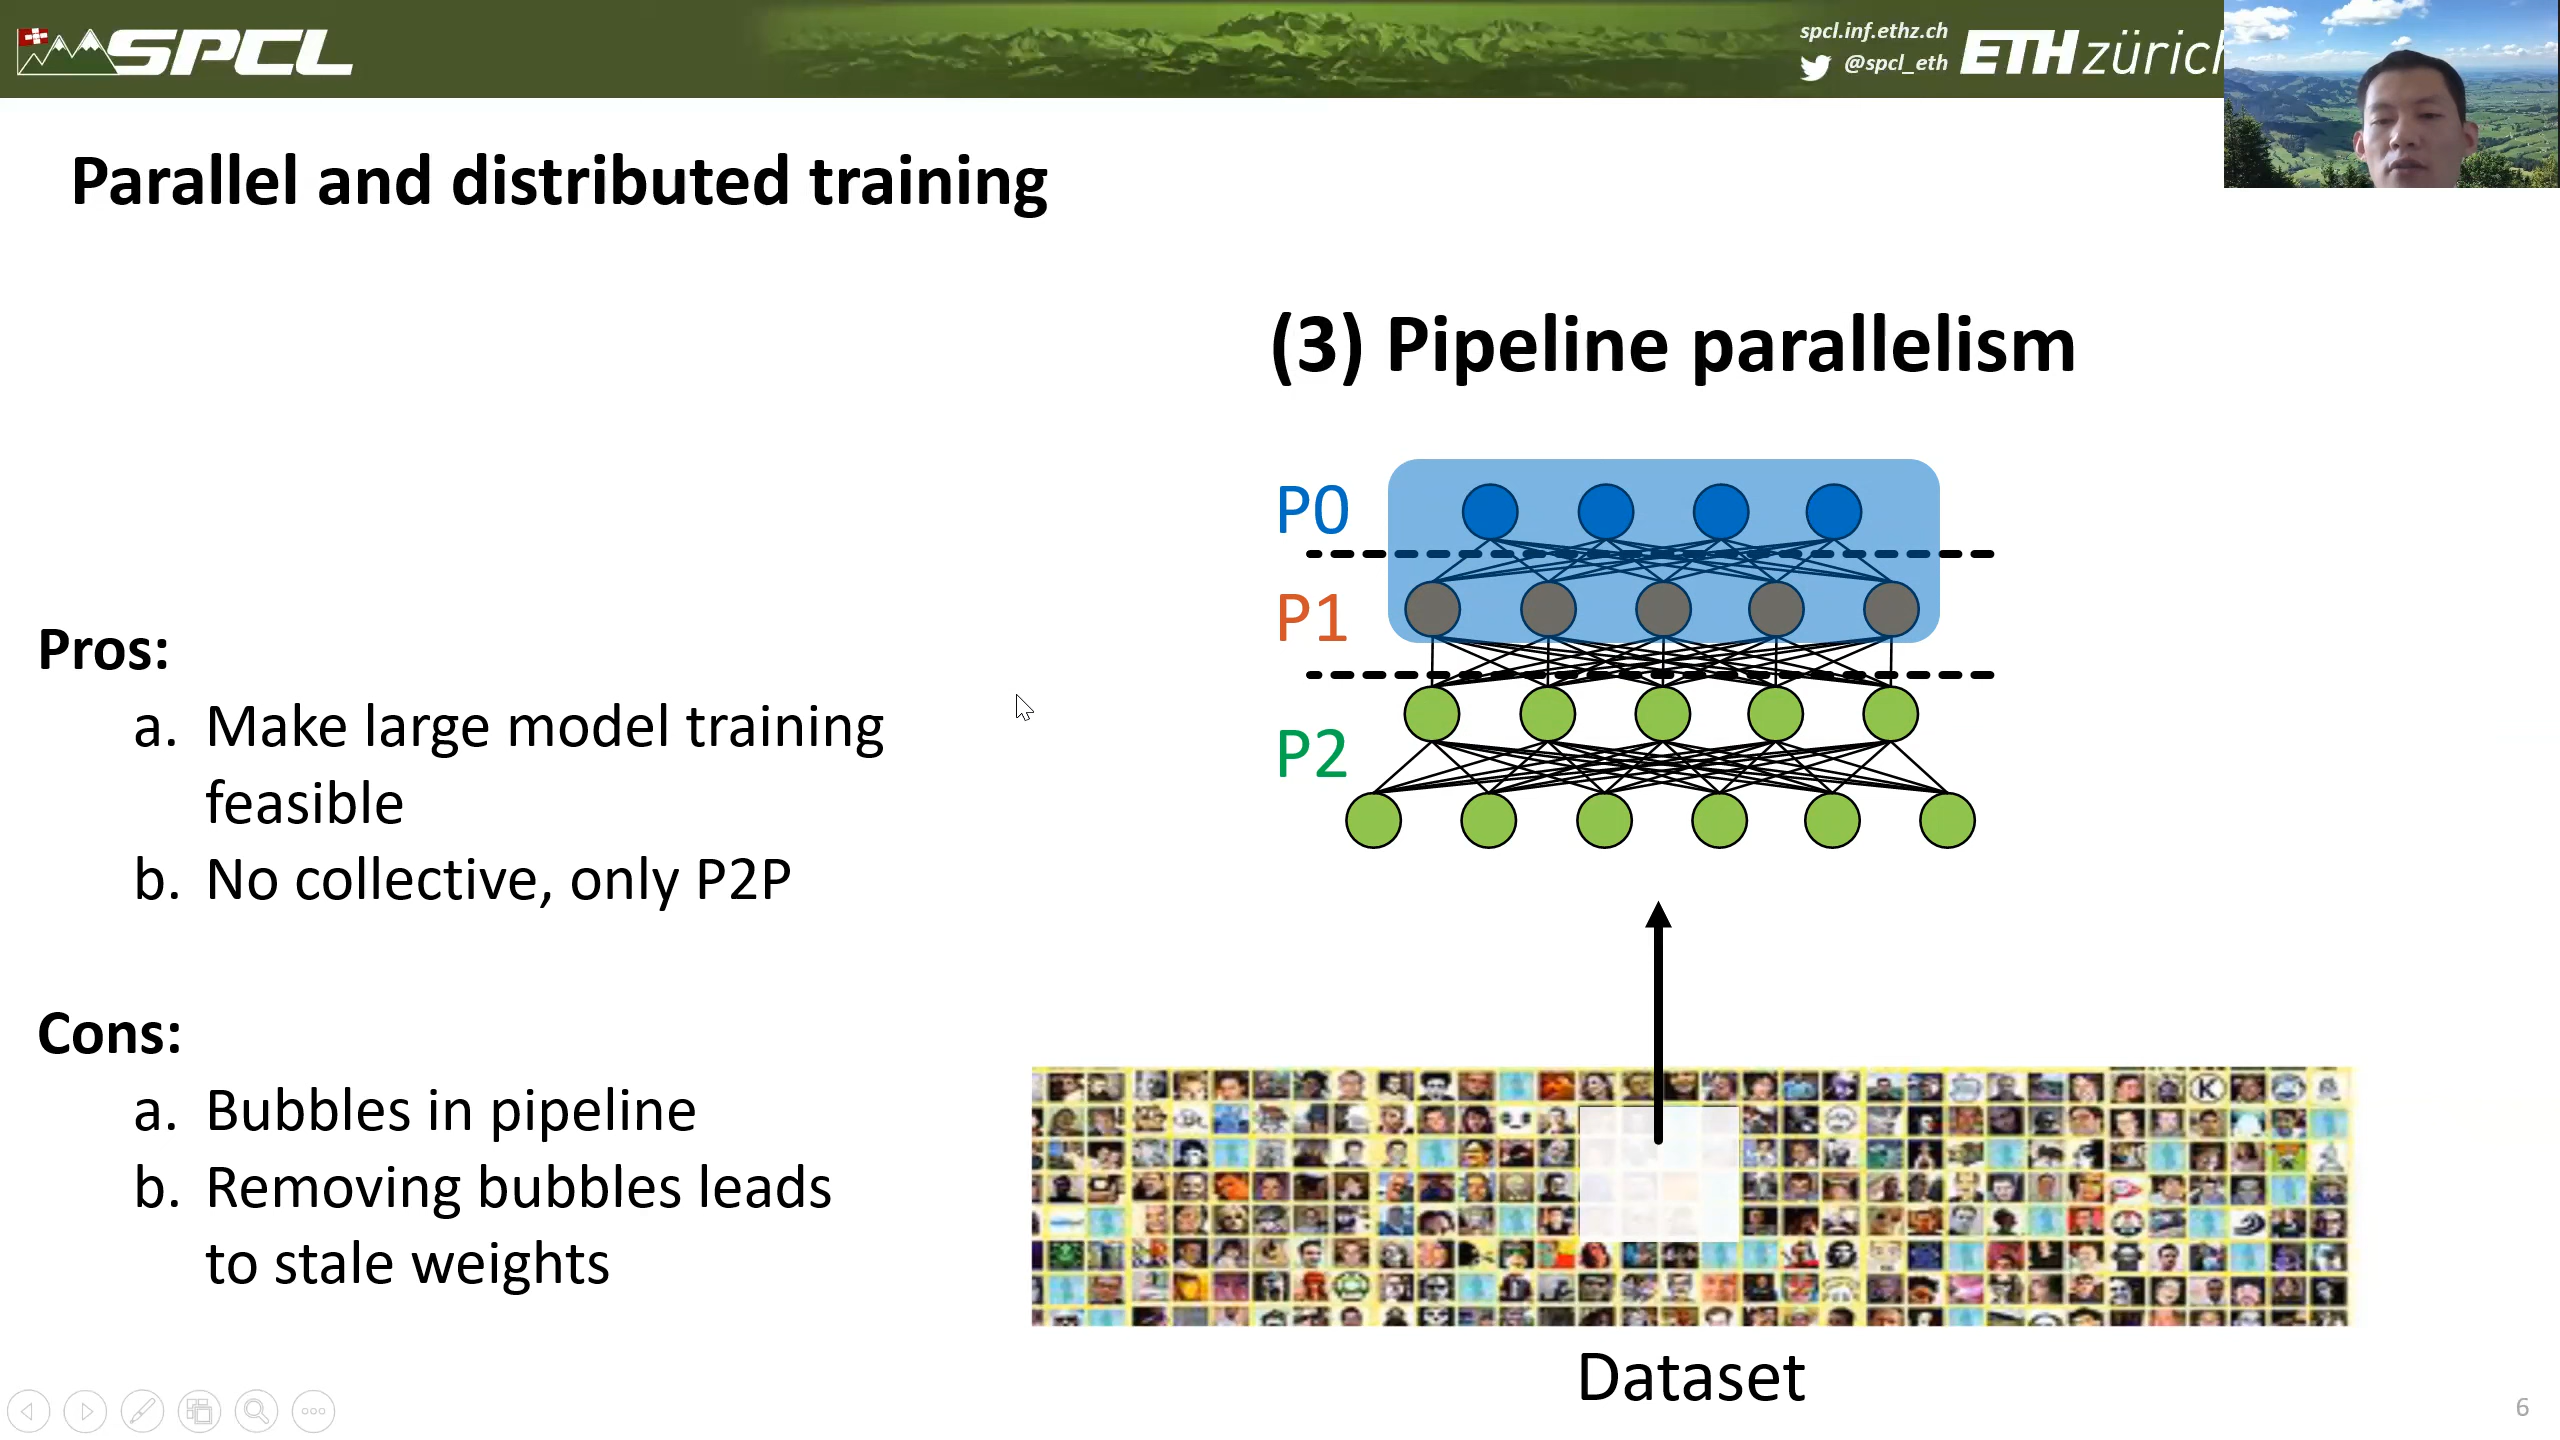 SPCL
spcl.inf.ethz.ch
@spcl_eth
ETH züric
Parallel and distributed training
(3) Pipeline parallelism
P0
P1
P2
Pros:
a. Make large model training
feasible
b. No collective, only P2P
Cons:
a. Bubbles in pipeline
b. Removing bubbles leads
to stale weights
K
Dataset
6